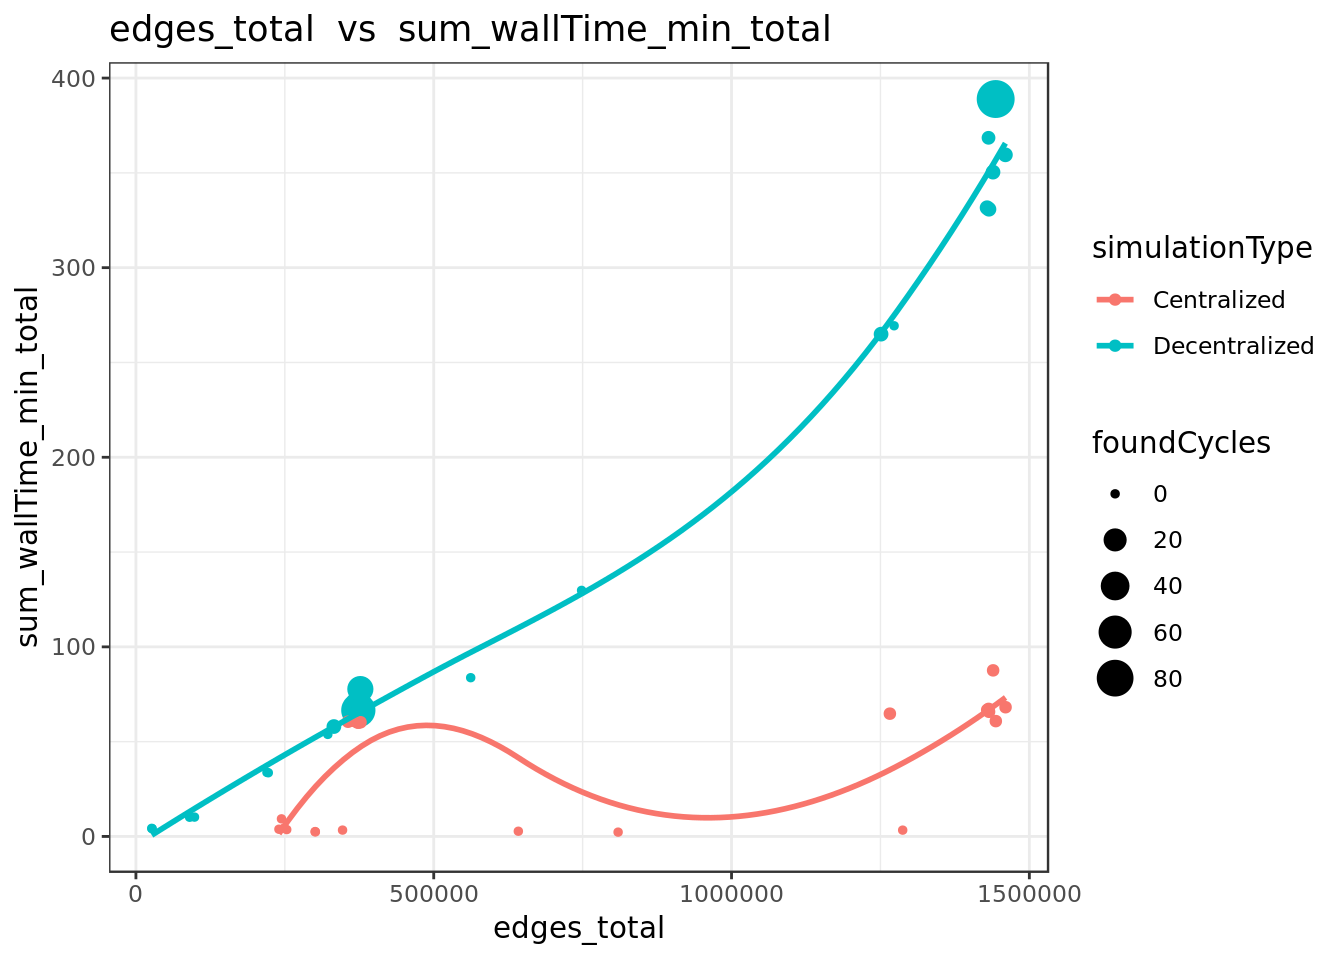 edges_total vs sum_wallTime_min_total
sum_wallTime_min_total
400
300
200
100
0
0
500000
1000000
1500000
edges_total
simulationType
Centralized
Decentralized
foundCycles
0
20
40
60
80